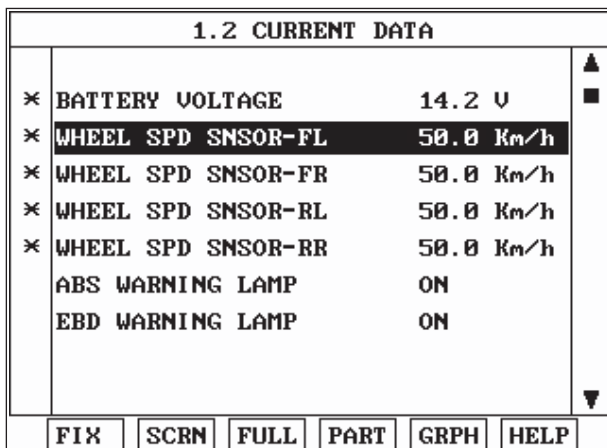 1.2 CURRENT DATA
* BATTERY VOLTAGE 14.2 V
* WHEEL SPD SNSOR-FL 50.0 Km/h
* WHEEL SPD SNSOR-FR 50.0 Km/h
* WHEEL SPD SNSOR-RL 50.0 Km/h
* WHEEL SPD SNSOR-RR 50.0 Km/h
ABS WARNING LAMP ON
EBD WARNING LAMP ON
FIX SCRN FULL PART GRPH HELP